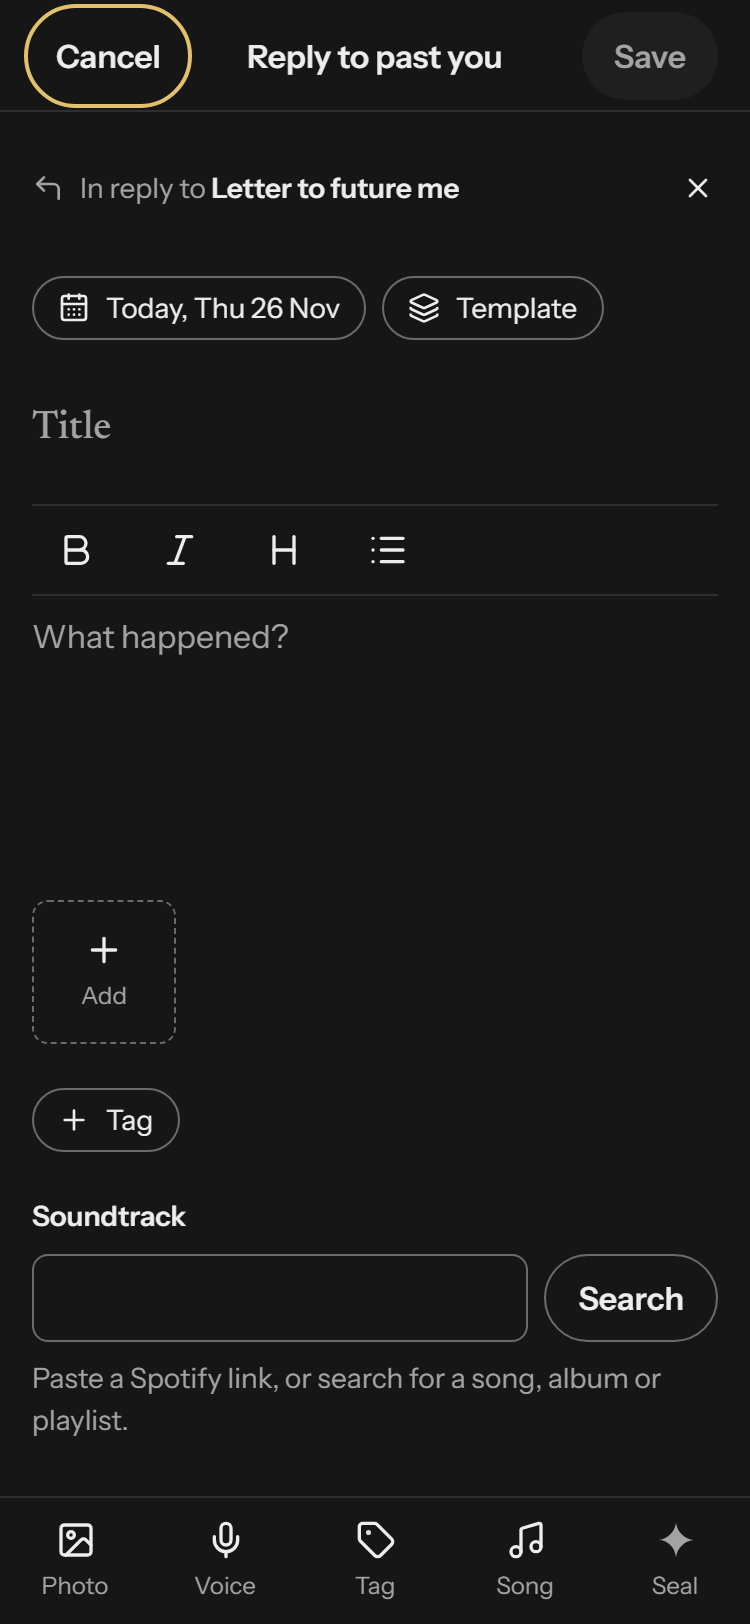 Cancel Reply to past you Save
In reply to Letter to future me
Today, Thu 26 Nov Template
Title
B I H
What happened?
Add
Tag
Soundtrack
Search
Paste a Spotify link, or search for a song, album or
playlist.
Photo Voice Tag Song Seal